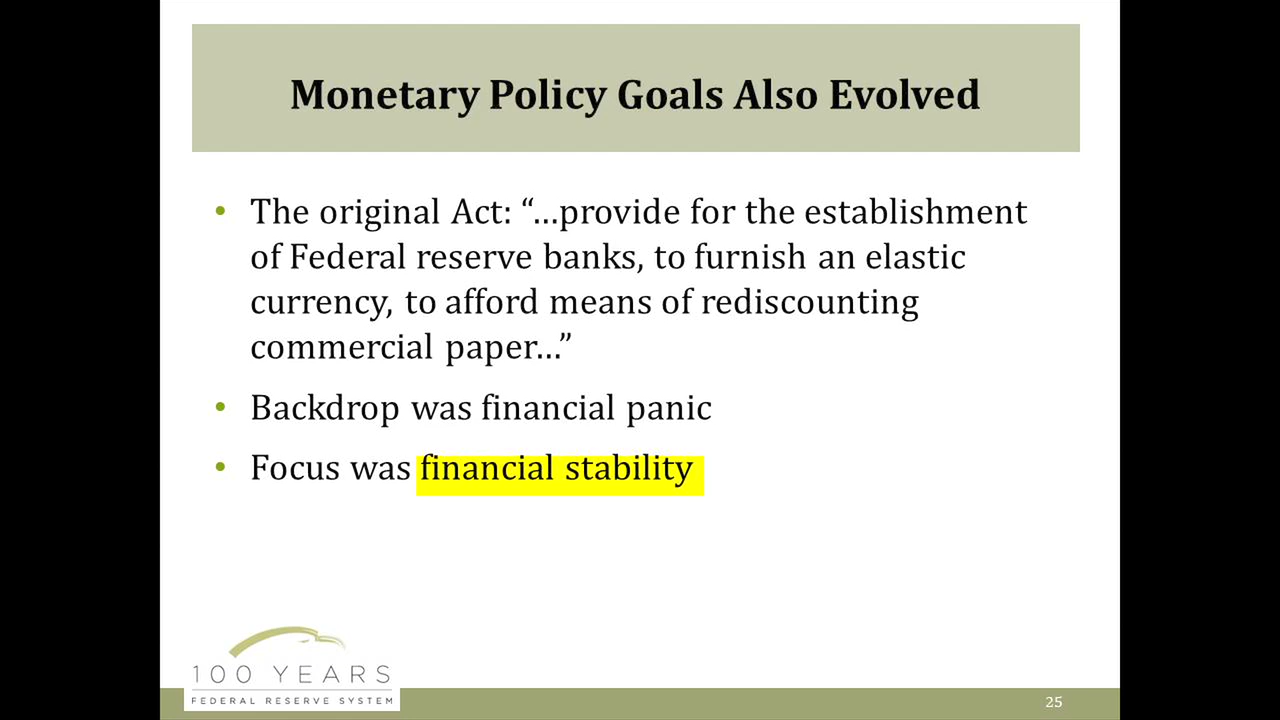 Monetary Policy Goals Also Evolved
• The original Act: “…provide for the establishment
of Federal reserve banks, to furnish an elastic
currency, to afford means of rediscounting
commercial paper…”
• Backdrop was financial panic
• Focus was financial stability
100 YEARS
FEDERAL RESERVE SYSTEM
25